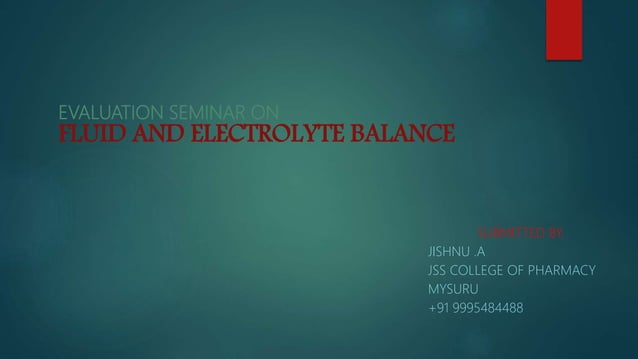 EVALUATION SEMINAR ON
FLUID AND ELECTROLYTE BALANCE
SUBMITTED BY,
JISHNU .A
JSS COLLEGE OF PHARMACY
MYSURU
+91 9995484488